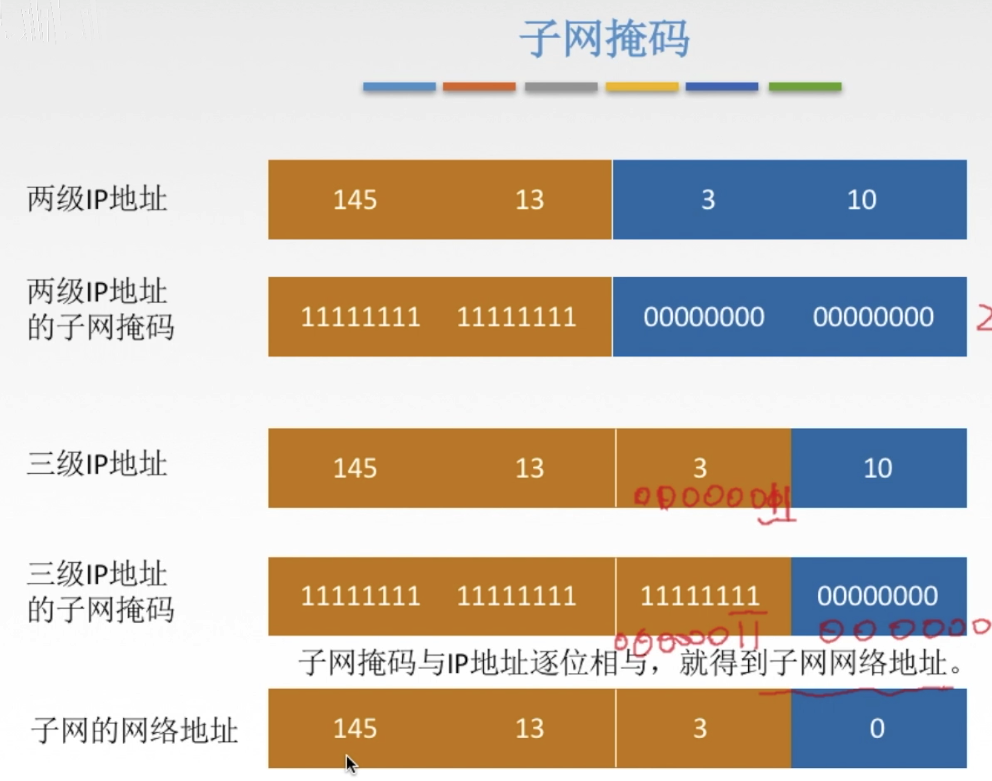 子网掩码
两级IP地址 145 13 3 10
两级IP地址
的子网掩码 11111111 11111111 00000000 00000000 2
三级IP地址 145 13 3 10
00000011
三级IP地址
的子网掩码 11111111 11111111 11111111 00000000
00000011 000000
子网掩码与IP地址逐位相与，就得到子网网络地址。
子网的网络地址 145 13 3 0